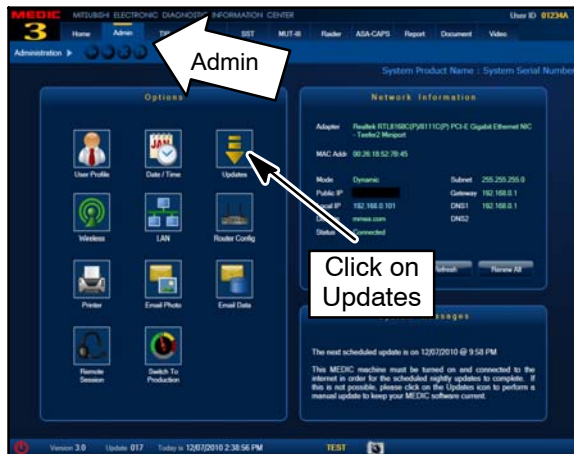 MEDIC MITSUBISHI ELECTRONIC DIAGNOSTIC INFORMATION CENTER User ID 01234A
3 Home Admin SST MUT-III Raider ASA-CAPS Report Document Video
Administration
Admin
System Product Name : System Serial Number
Options
User Profile Date / Time Updates
Wireless LAN Router Config
Printer Email Photo Email Data
Remote Session Switch To Production
Click on
Updates
Network Information
Adapter Realtek RTL8168C(P)/8111C(P) PCI-E Gigabit Ethernet NIC
- Teefer2 Miniport
MAC Addr 00:26:18:52:78:45
Mode Dynamic Subnet 255.255.255.0
Public IP Gateway 192.168.0.1
Local IP 192.168.0.101 DNS1 192.168.0.1
mmsa.com DNS2
Status Connected
Refresh Renew All
The next scheduled update is on 12/07/2010 @ 9:58 PM
This MEDIC machine must be turned on and connected to the
internet in order for the scheduled nightly updates to complete. If
this is not possible, please click on the Updates icon to perform a
manual update to keep your MEDIC software current.
Version 3.0 Update 017 Today is 12/07/2010 2:38:56 PM TEST